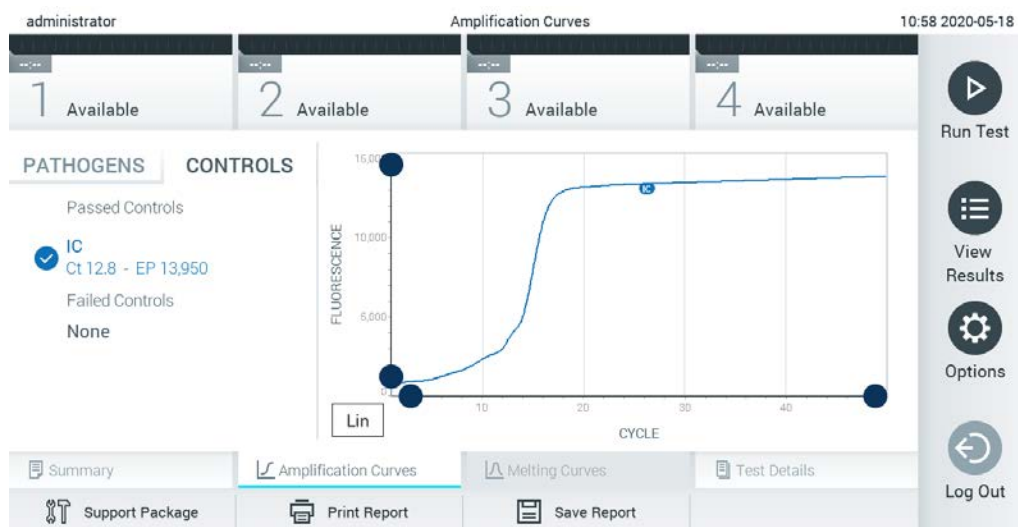 administrator
Amplification Curves
10:58 2020-05-18
--:--
--:--
--:--
--:--
1 Available
2 Available
3 Available
4 Available
Run Test
View
Results
Options
Log Out
PATHOGENS
CONTROLS
Passed Controls
IC
Ct 12.8 - EP 13,950
Failed Controls
None
FLUORESCENCE
10,000
5,000
0
IC
10
20
30
40
CYCLE
Lin
Summary
Amplification Curves
Melting Curves
Test Details
Support Package
Print Report
Save Report